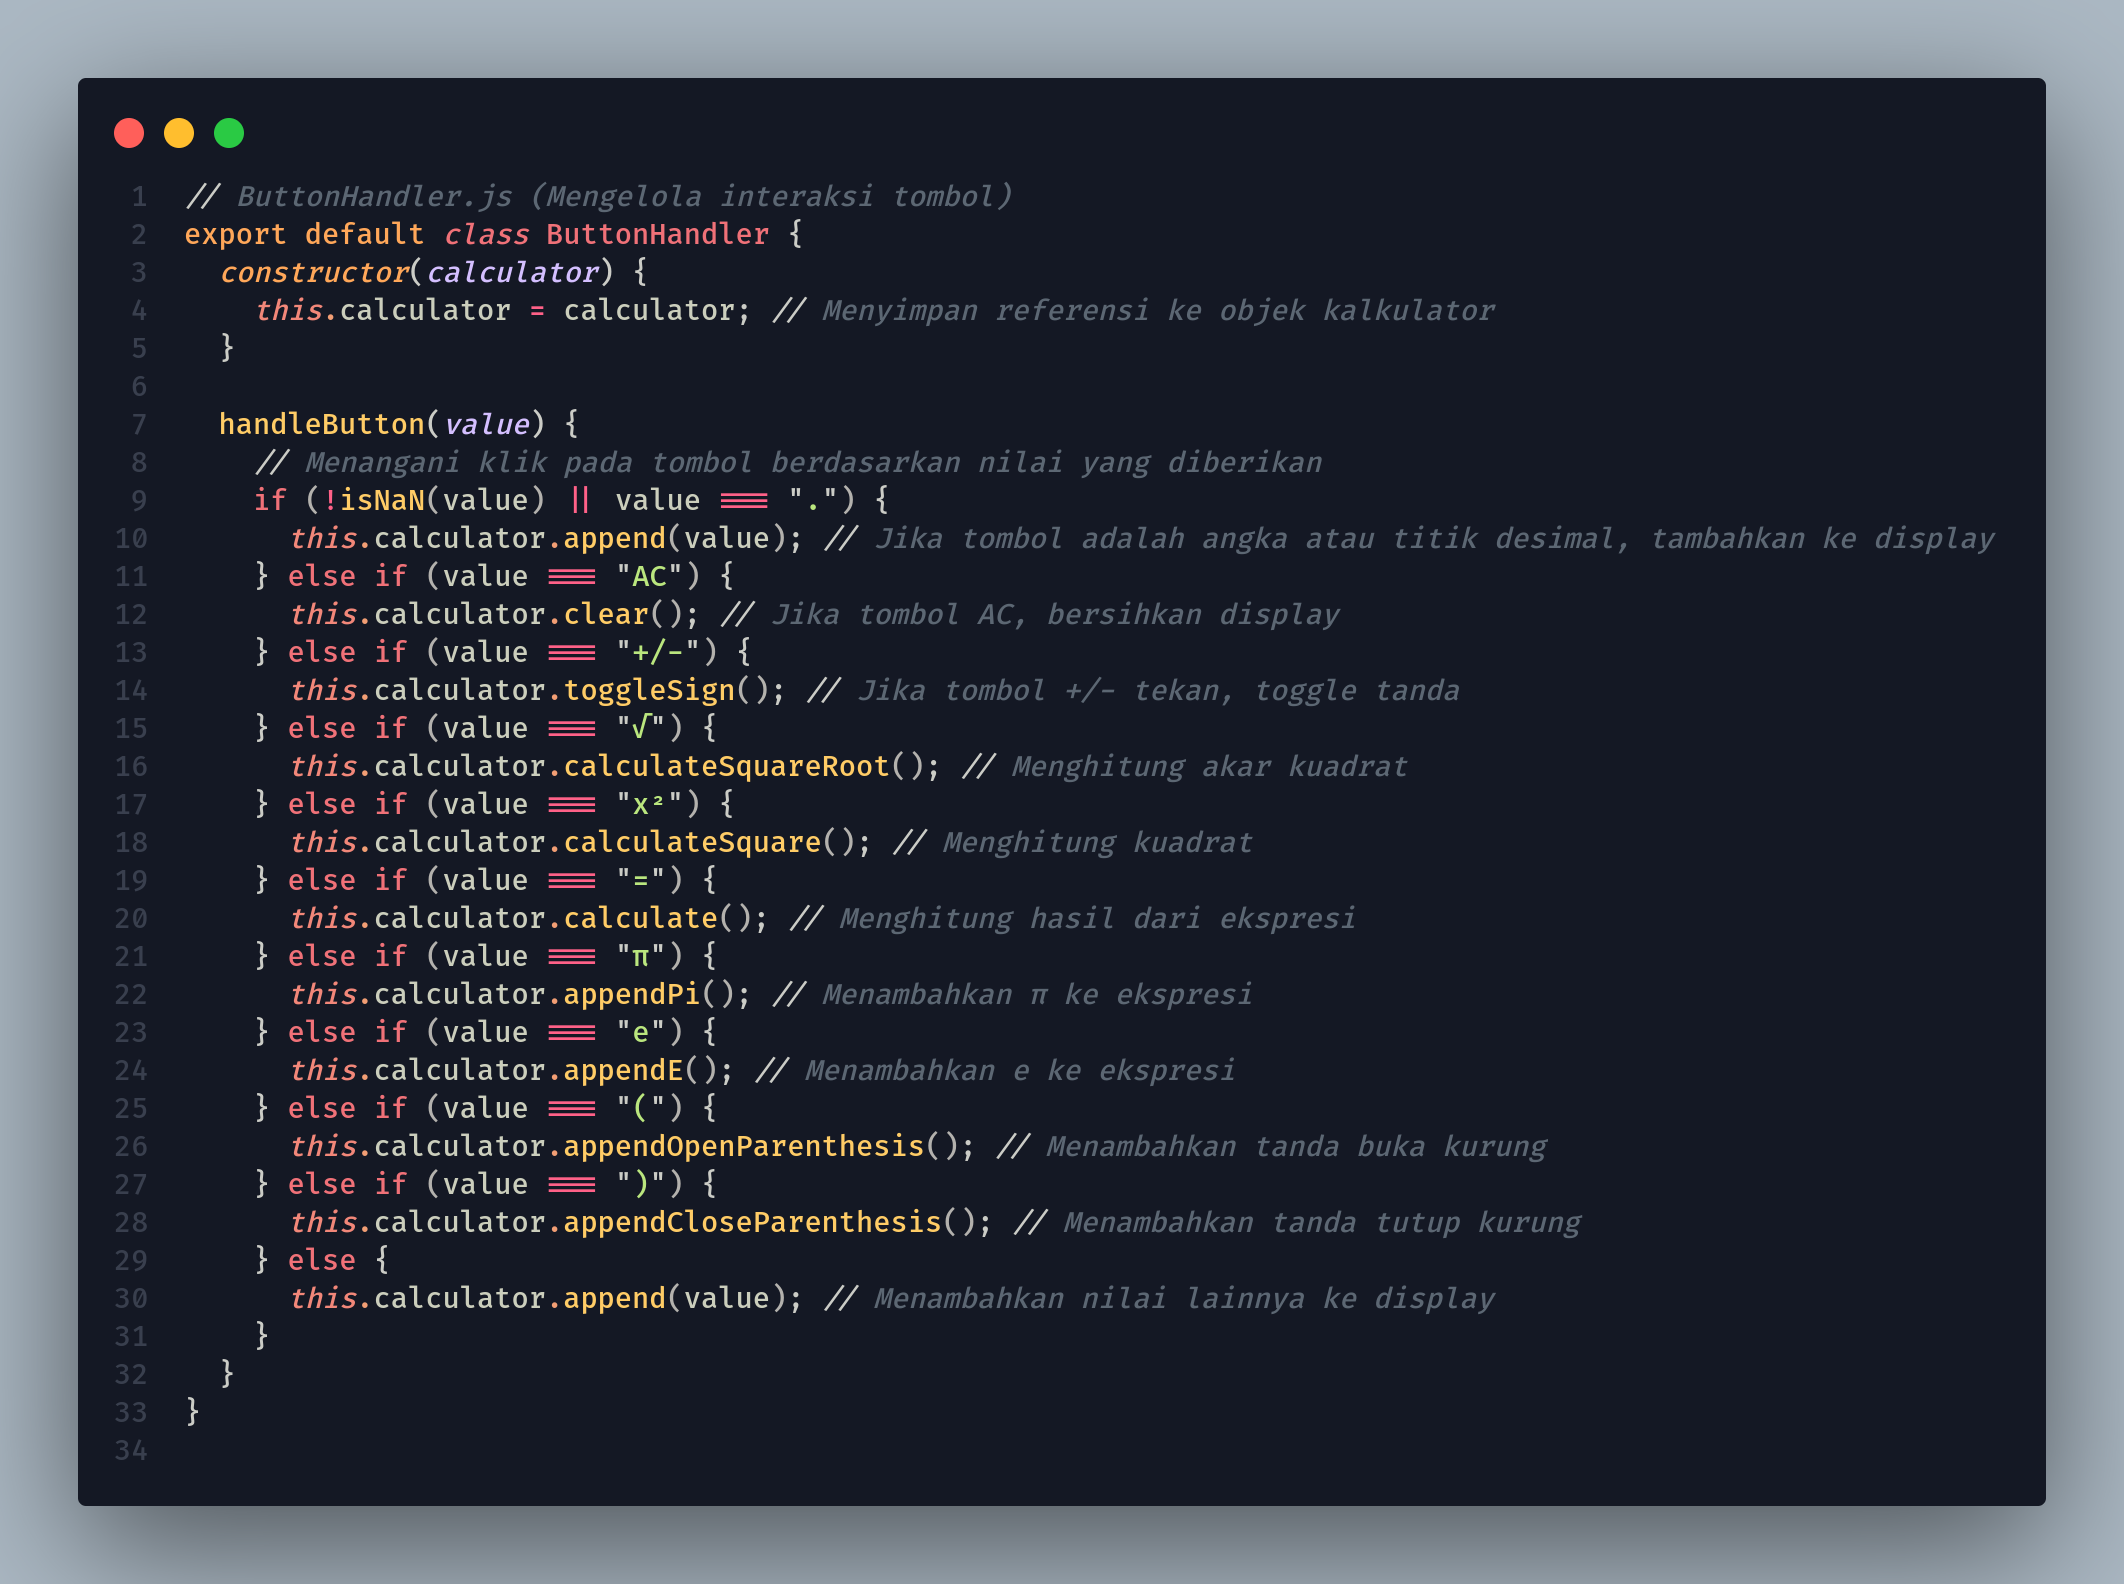 1 // ButtonHandler.js (Mengelola interaksi tombol)
2 export default class ButtonHandler {
3   constructor(calculator) {
4     this.calculator = calculator; // Menyimpan referensi ke objek kalkulator
5   }
6
7   handleButton(value) {
8     // Menangani klik pada tombol berdasarkan nilai yang diberikan
9     if (!isNaN(value) || value === ".") {
10       this.calculator.append(value); // Jika tombol adalah angka atau titik desimal, tambahkan ke display
11     } else if (value === "AC") {
12       this.calculator.clear(); // Jika tombol AC, bersihkan display
13     } else if (value === "+/-") {
14       this.calculator.toggleSign(); // Jika tombol +/- tekan, toggle tanda
15     } else if (value === "√") {
16       this.calculator.calculateSquareRoot(); // Menghitung akar kuadrat
17     } else if (value === "x²") {
18       this.calculator.calculateSquare(); // Menghitung kuadrat
19     } else if (value === "=") {
20       this.calculator.calculate(); // Menghitung hasil dari ekspresi
21     } else if (value === "π") {
22       this.calculator.appendPi(); // Menambahkan π ke ekspresi
23     } else if (value === "e") {
24       this.calculator.appendE(); // Menambahkan e ke ekspresi
25     } else if (value === "(") {
26       this.calculator.appendOpenParenthesis(); // Menambahkan tanda buka kurung
27     } else if (value === ")") {
28       this.calculator.appendCloseParenthesis(); // Menambahkan tanda tutup kurung
29     } else {
30       this.calculator.append(value); // Menambahkan nilai lainnya ke display
31     }
32   }
33 }
34